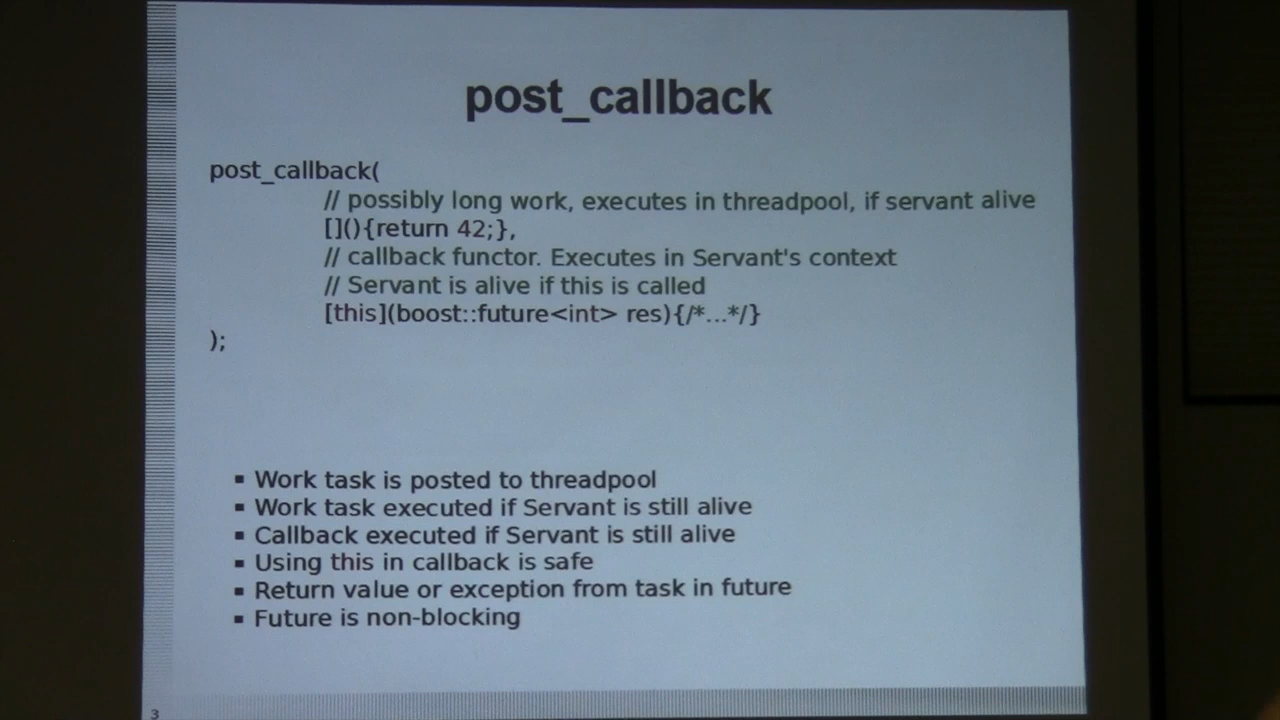 post_callback
post_callback(
// possibly long work, executes in threadpool, if servant alive
[](){return 42;},
// callback functor. Executes in Servant's context
// Servant is alive if this is called
[this](boost::future<int> res){/*...*/}
);
▪ Work task is posted to threadpool
▪ Work task executed if Servant is still alive
▪ Callback executed if Servant is still alive
▪ Using this in callback is safe
▪ Return value or exception from task in future
▪ Future is non-blocking
3